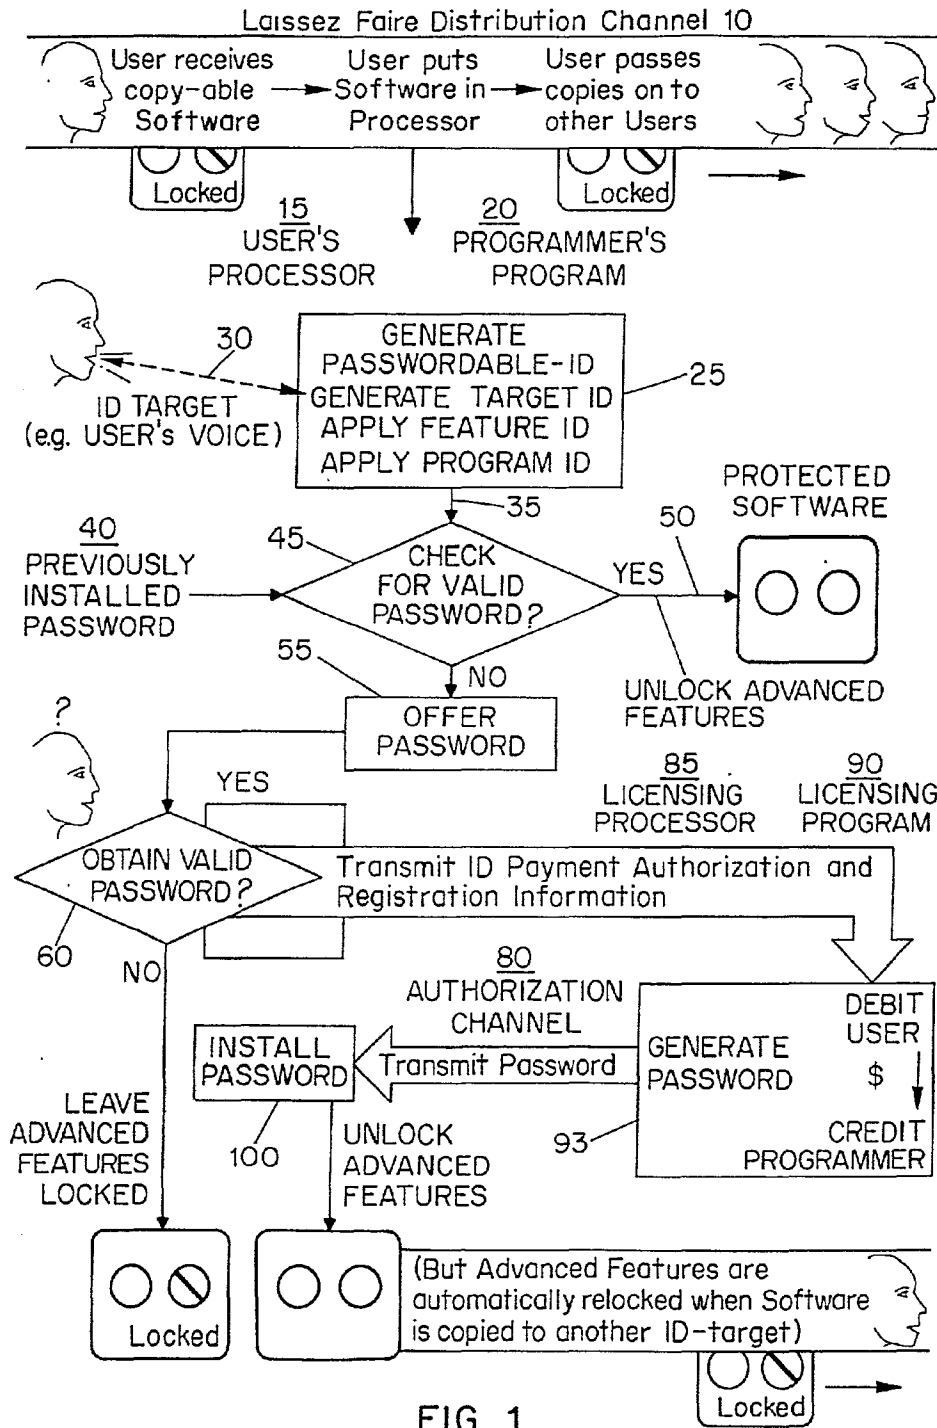 Laissez Faire Distribution Channel 10
User receives
copy-able
Software
User puts
Software in
Processor
User passes
copies on to
other Users
Locked
Locked
15
USER'S
PROCESSOR
20
PROGRAMMER'S
PROGRAM
30
ID TARGET
(e.g. USER's VOICE)
GENERATE
PASSWORDABLE-ID
GENERATE TARGET ID
APPLY FEATURE ID
APPLY PROGRAM ID
25
35
40
PREVIOUSLY
INSTALLED
PASSWORD
45
CHECK
FOR VALID
PASSWORD?
YES
50
PROTECTED
SOFTWARE
UNLOCK ADVANCED
FEATURES
NO
55
OFFER
PASSWORD
?
YES
OBTAIN VALID
PASSWORD?
60
NO
85
LICENSING
PROCESSOR
90
LICENSING
PROGRAM
Transmit ID Payment Authorization and
Registration Information
80
AUTHORIZATION
CHANNEL
Transmit Password
GENERATE
PASSWORD
DEBIT
USER
$
CREDIT
PROGRAMMER
93
INSTALL
PASSWORD
100
LEAVE
ADVANCED
FEATURES
LOCKED
UNLOCK
ADVANCED
FEATURES
Locked
(But Advanced Features are
automatically relocked when Software
is copied to another ID-target)
Locked
FIG. 1